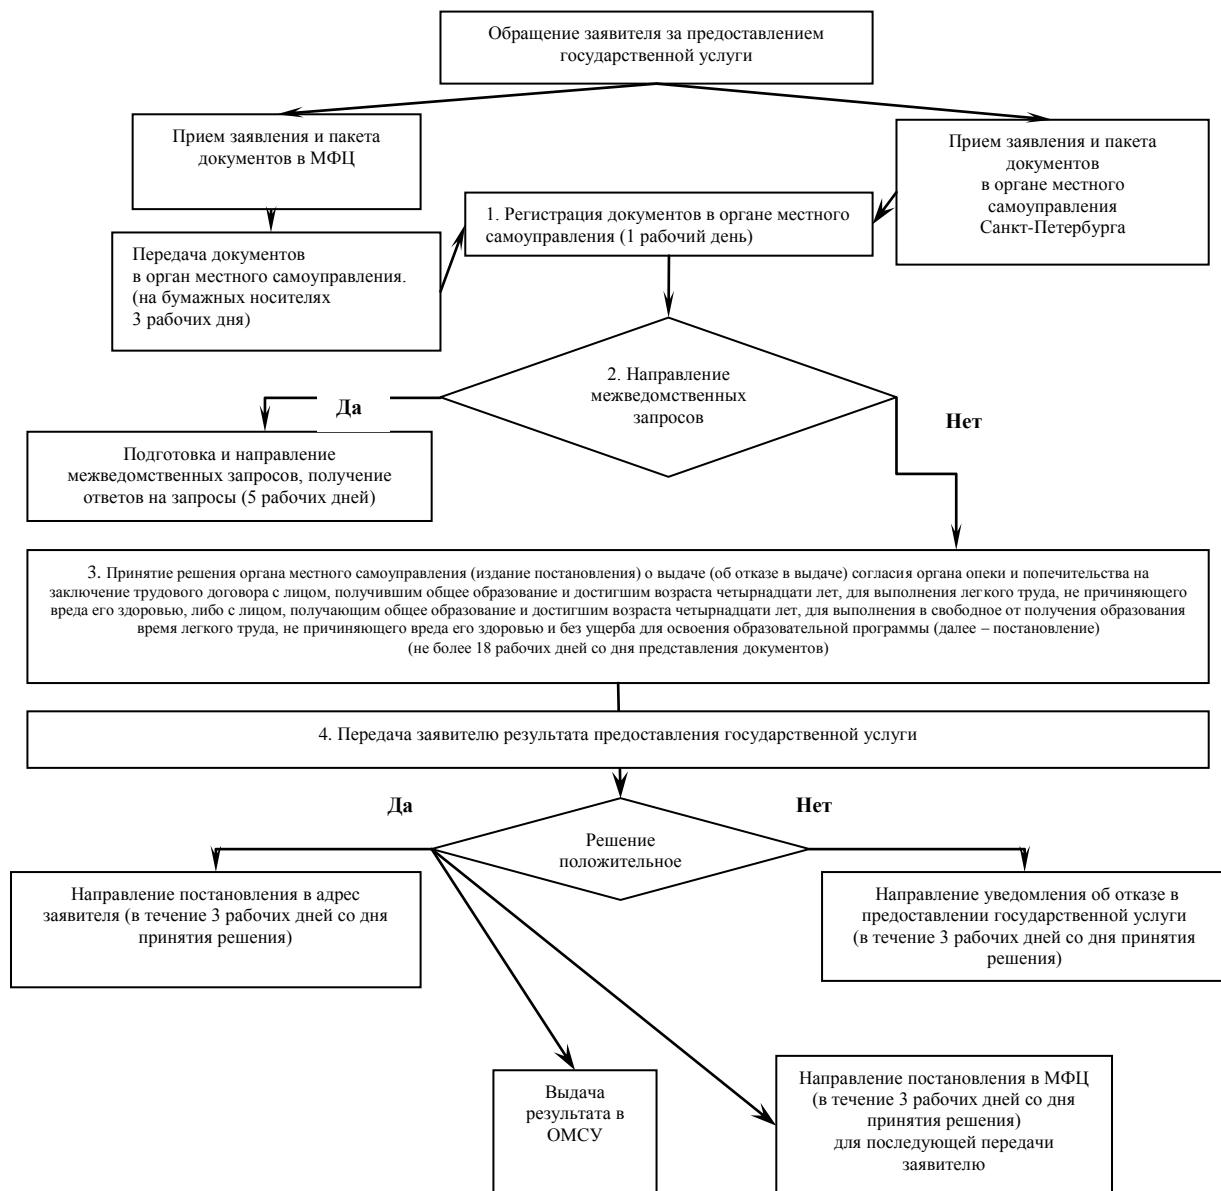 Обращение заявителя за предоставлением
государственной услуги
Прием заявления и пакета
документов в МФЦ
Прием заявления и пакета
документов
в органе местного
самоуправления
Санкт-Петербурга
1. Регистрация документов в органе местного
самоуправления (1 рабочий день)
Передача документов
в орган местного самоуправления.
(на бумажных носителях
3 рабочих дня)
2. Направление
межведомственных
запросов
Да
Нет
Подготовка и направление
межведомственных запросов, получение
ответов на запросы (5 рабочих дней)
3. Принятие решения органа местного самоуправления (издание постановления) о выдаче (об отказе в выдаче) согласия органа опеки и попечительства на
заключение трудового договора с лицом, получившим общее образование и достигшим возраста четырнадцати лет, для выполнения легкого труда, не причиняющего
вреда его здоровью, либо с лицом, получающим общее образование и достигшим возраста четырнадцати лет, для выполнения в свободное от получения образования
время легкого труда, не причиняющего вреда его здоровью и без ущерба для освоения образовательной программы (далее – постановление)
(не более 18 рабочих дней со дня представления документов)
4. Передача заявителю результата предоставления государственной услуги
Да
Нет
Решение
положительное
Направление постановления в адрес
заявителя (в течение 3 рабочих дней со дня
принятия решения)
Направление уведомления об отказе в
предоставлении государственной услуги
(в течение 3 рабочих дней со дня принятия
решения)
Выдача
результата в
ОМСУ
Направление постановления в МФЦ
(в течение 3 рабочих дней со дня
принятия решения)
для последующей передачи
заявителю